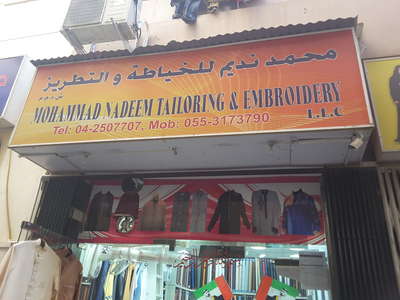 محمد نديم للخياطة و التطريز
ش.ذ.م.م
MOHAMMAD NADEEM TAILORING & EMBROIDERY
L.L.C
Tel: 04-2507707, Mob: 055-3173790